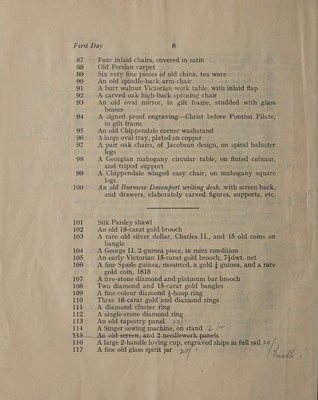 First Day 8
87 Four inlaid chairs, covered in satin
88 Old Persian carpet
89 Six very fine pieces of old china, tea ware
90 An old spindle-back arm-chair
91 A burr walnut Victorian work table, with inlaid flap
92 A carved oak high-back spinning chair
93 An old oval mirror, in gilt frame, studded with glass
bosses
94 A signed proof engraving—Christ before Pontius Pilate,
in gilt frame
95 An old Chippendale corner washstand
96 A large oval tray, plated on copper
97 A pair oak chairs, of Jacobean design, on spiral baluster
legs
98 A Georgian mahogany circular table, on fluted column,
and tripod support
99 A Chippendale winged easy chair, on mahogany square
legs
100 An old Burmese Davenport writing desk, with screen back,
and drawers, elaborately carved figures, supports, etc.
101 Silk Paisley shawl
102 An old 18-carat gold brooch
103 A rare old silver dollar, Charles II., and 15 old coins on
bangle
104 A George II. 2-guinea piece, in mint condition
105 An early Victorian 15-carat gold brooch, 7½dwt. net
106 A fine Spade guinea, mounted, a gold ⅓ guinea, and a rare
gold coin, 1818
107 A five-stone diamond and platinum bar brooch
108 Two diamond and 15-carat gold bangles
109 A fine colour diamond ½-hoop ring
110 Three 18-carat gold and diamond rings
111 A diamond cluster ring
112 A single-stone diamond ring
113 An old tapestry panel
114 A Singer sewing machine, on stand
115 An old screen, and 2 needlework panels
116 A large 2-handle loving cup, engraved ships in full sail
117 A fine old glass spirit jar